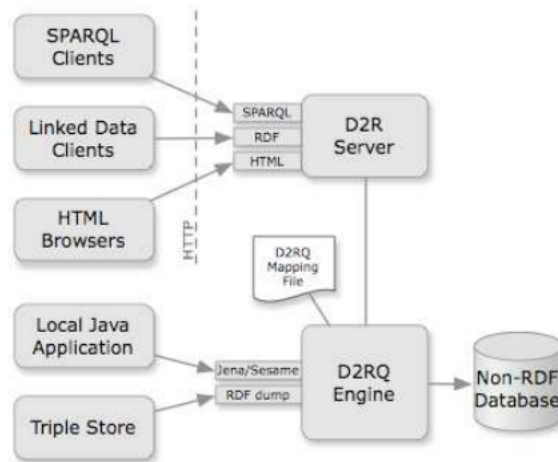 SPARQL
Clients
Linked Data
Clients
HTML
Browsers
HTTP
SPARQL
RDF
HTML
D2R
Server
D2RQ
Mapping
File
Local Java
Application
Triple Store
Jena/Sesame
RDF dump
D2RQ
Engine
Non-RDF
Database